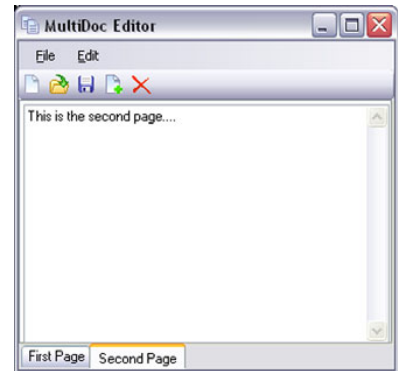 MultiDoc Editor
File Edit
This is the second page....
First Page Second Page